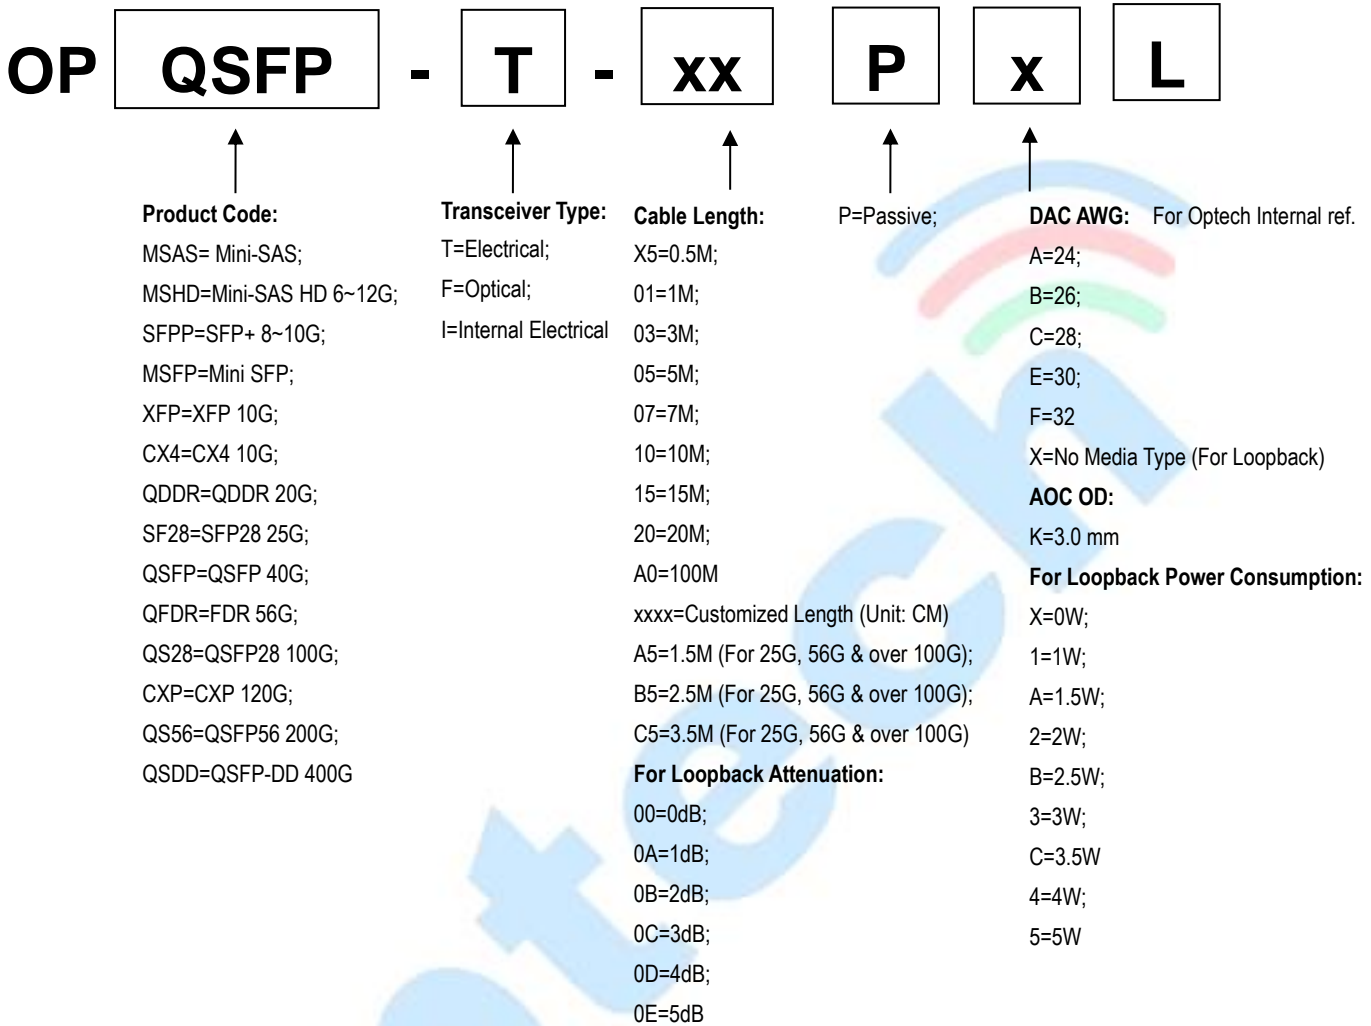 OP QSFP - T - xx P x L
Product Code:
MSAS= Mini-SAS;
MSHD=Mini-SAS HD 6~12G;
SFPP=SFP+ 8~10G;
MSFP=Mini SFP;
XFP=XFP 10G;
CX4=CX4 10G;
QDDR=QDDR 20G;
SF28=SFP28 25G;
QSFP=QSFP 40G;
QFDR=FDR 56G;
QS28=QSFP28 100G;
CXP=CXP 120G;
QS56=QSFP56 200G;
QSDD=QSFP-DD 400G
Transceiver Type:
T=Electrical;
F=Optical;
I=Internal Electrical
Cable Length:
X5=0.5M;
01=1M;
03=3M;
05=5M;
07=7M;
10=10M;
15=15M;
20=20M;
A0=100M
xxxx=Customized Length (Unit: CM)
A5=1.5M (For 25G, 56G & over 100G);
B5=2.5M (For 25G, 56G & over 100G);
C5=3.5M (For 25G, 56G & over 100G)
For Loopback Attenuation:
00=0dB;
0A=1dB;
0B=2dB;
0C=3dB;
0D=4dB;
0E=5dB
P=Passive;
DAC AWG: For Optech Internal ref.
A=24;
B=26;
C=28;
E=30;
F=32
X=No Media Type (For Loopback)
AOC OD:
K=3.0 mm
For Loopback Power Consumption:
X=0W;
1=1W;
A=1.5W;
2=2W;
B=2.5W;
3=3W;
C=3.5W
4=4W;
5=5W
tech